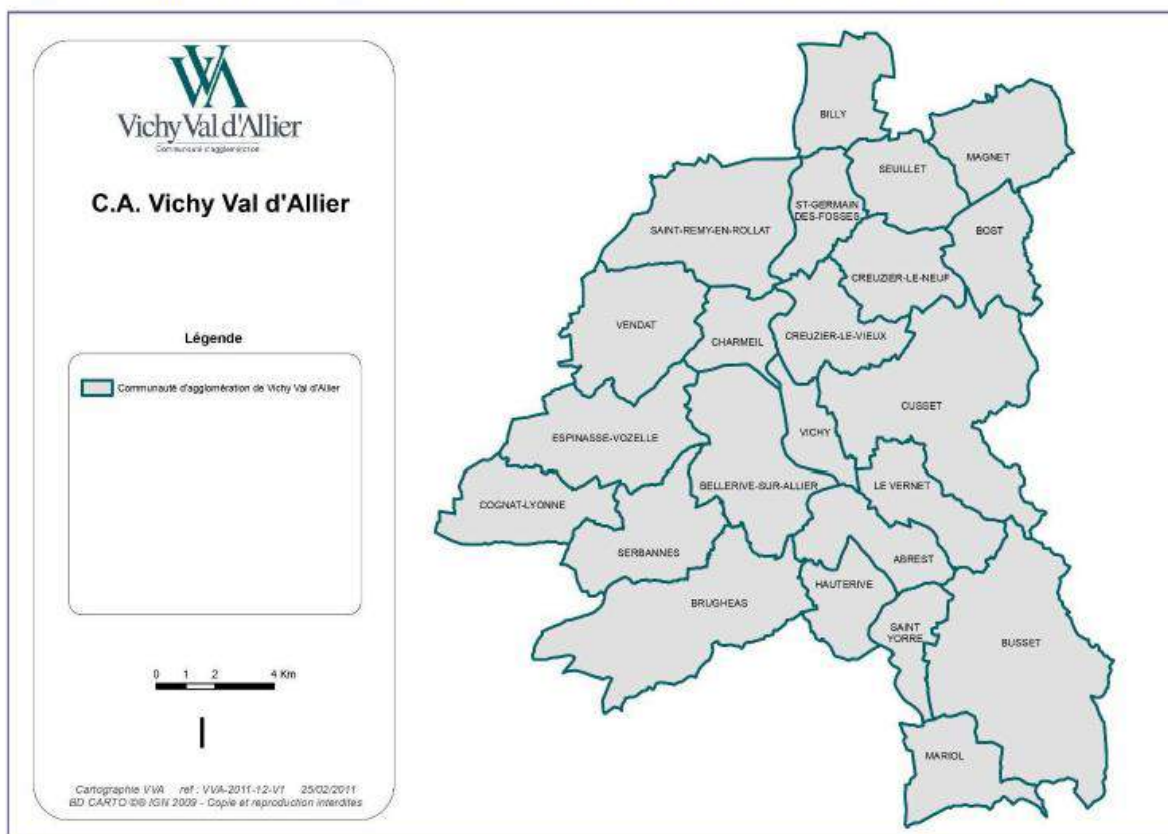 VVA
Vichy Val d'Allier
Communauté d'agglomération
C.A. Vichy Val d'Allier
Légende
Communauté d'agglomération de Vichy Val d'Allier
0 1 2 4 Km
Cartographie VVA ref : VVA-2011-12-V1 25/02/2011
BD CARTO ©® IGN 2009 - Copie et reproduction interdites
BILLY
MAGNET
SEUILLET
ST-GERMAIN
DES-FOSSES
SAINT-REMY-EN-ROLLAT
BOST
CREUZIER-LE-NEUF
VENDAT
CHARMEIL
CREUZIER-LE-VIEUX
CUSSET
VICHY
ESPINASSE-VOZELLE
BELLERIVE-SUR-ALLIER
LE VERNET
COGNAT-LYONNE
SERBANNES
ABREST
HAUTERIVE
BRUGHEAS
SAINT
YORRE
BUSSET
MARIOL